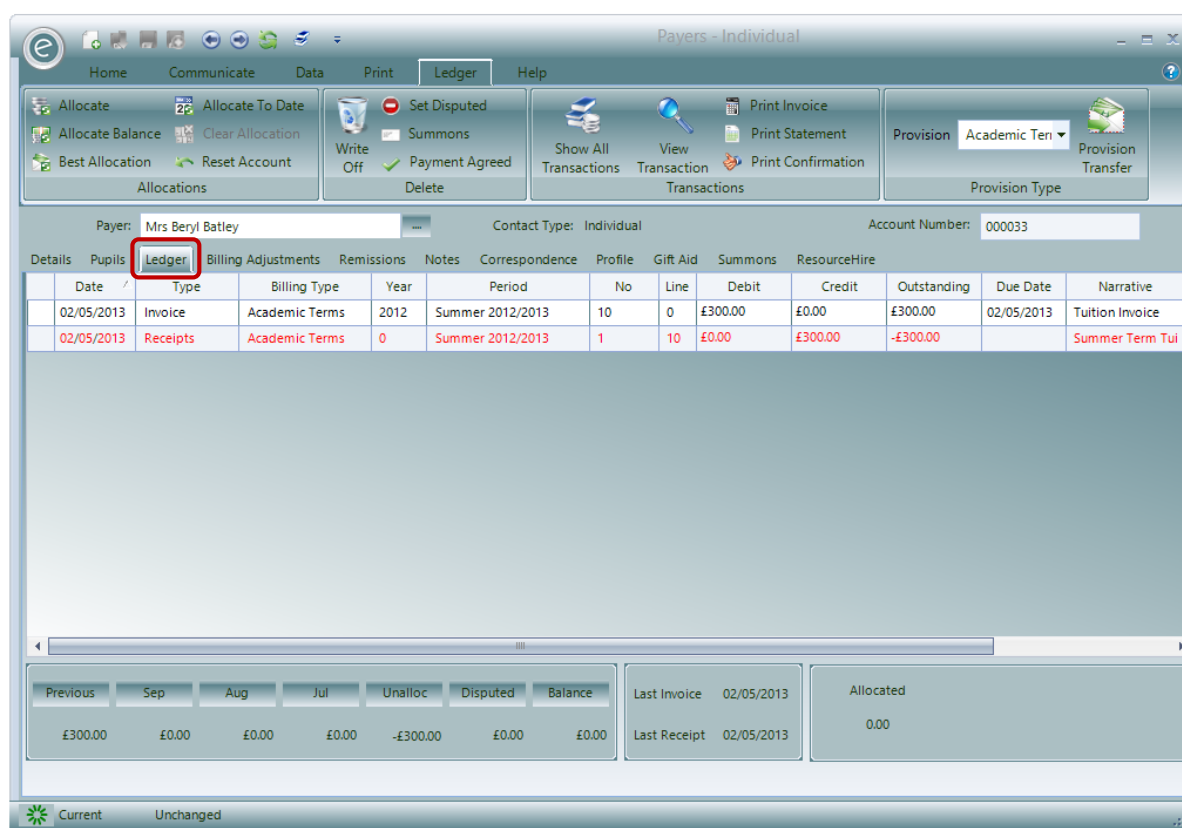 e Payers - Individual
Home Communicate Data Print Ledger Help
Allocate Allocate To Date Set Disputed Print Invoice
Allocate Balance Clear Allocation Summons Print Statement Provision Academic Teri
Best Allocation Reset Account Write Off Payment Agreed Show All Transactions View Transaction Print Confirmation Provision Transfer
Allocations Delete Transactions Provision Type
Payer: Mrs Beryl Batley ... Contact Type: Individual Account Number: 000033
Details Pupils Ledger Billing Adjustments Remissions Notes Correspondence Profile Gift Aid Summons ResourceHire
Date Type Billing Type Year Period No Line Debit Credit Outstanding Due Date Narrative
02/05/2013 Invoice Academic Terms 2012 Summer 2012/2013 10 0 £300.00 £0.00 £300.00 02/05/2013 Tuition Invoice
02/05/2013 Receipts Academic Terms 0 Summer 2012/2013 1 10 £0.00 £300.00 -£300.00 Summer Term Tui
Previous Sep Aug Jul Unalloc Disputed Balance Last Invoice 02/05/2013 Allocated
£300.00 £0.00 £0.00 £0.00 -£300.00 £0.00 £0.00 Last Receipt 02/05/2013 0.00
Current Unchanged